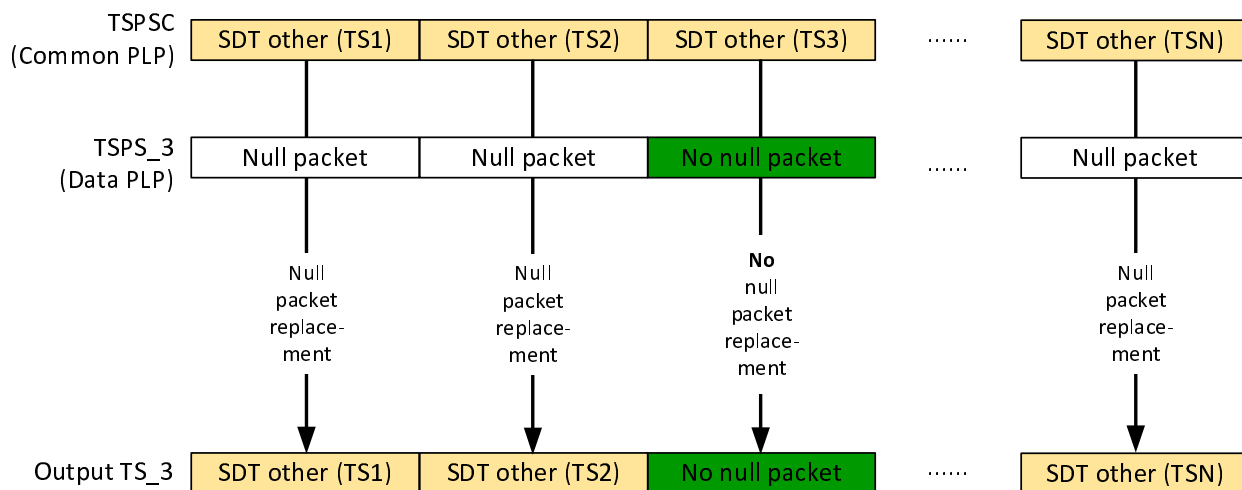 TSPSC
(Common PLP)
SDT other (TS1) SDT other (TS2) SDT other (TS3) ...... SDT other (TSN)
TSPS_3
(Data PLP)
Null packet Null packet No null packet ...... Null packet
Null
packet
replace-
ment
Null
packet
replace-
ment
No
null
packet
replace-
ment
Null
packet
replace-
ment
Output TS_3 SDT other (TS1) SDT other (TS2) No null packet ...... SDT other (TSN)